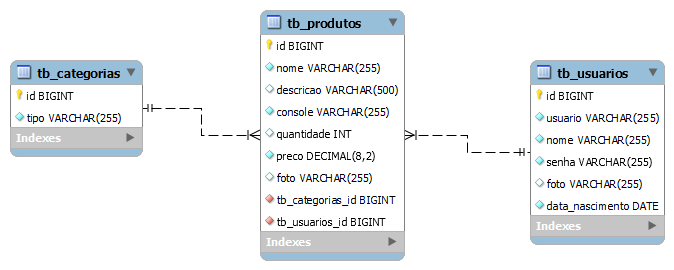 tb_categorias
id BIGINT
tipo VARCHAR(255)
Indexes
tb_produtos
id BIGINT
nome VARCHAR(255)
descricao VARCHAR(500)
console VARCHAR(255)
quantidade INT
preco DECIMAL(8,2)
foto VARCHAR(255)
tb_categorias_id BIGINT
tb_usuarios_id BIGINT
Indexes
tb_usuarios
id BIGINT
usuario VARCHAR(255)
nome VARCHAR(255)
senha VARCHAR(255)
foto VARCHAR(255)
data_nascimento DATE
Indexes